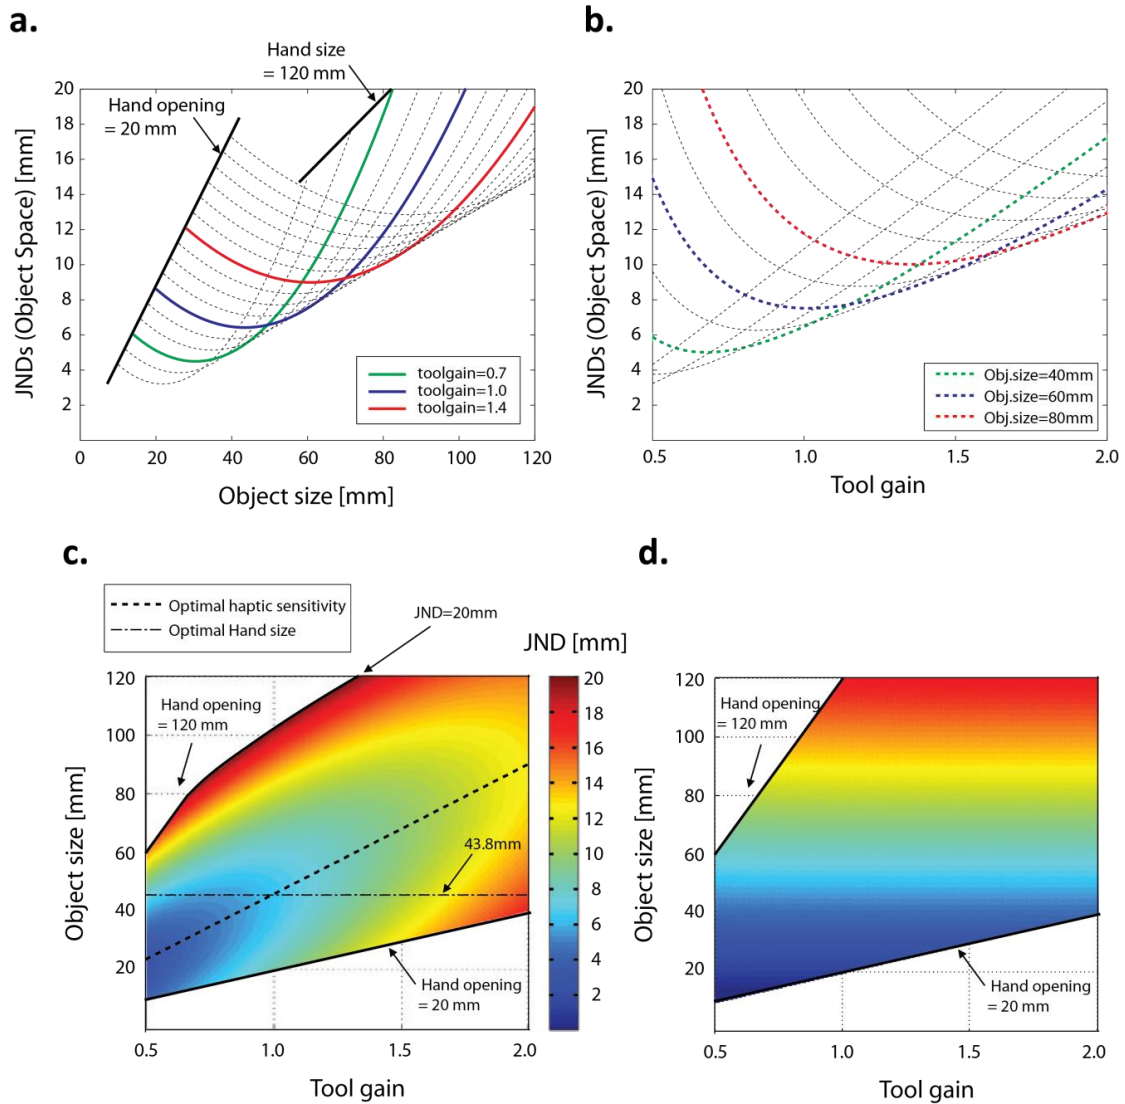 a.
Hand size
= 120 mm
Hand opening
= 20 mm
JNDs (Object Space) [mm]
20
18
16
14
12
10
8
6
4
2
toolgain=0.7
toolgain=1.0
toolgain=1.4
0 20 40 60 80 100 120
Object size [mm]
b.
JNDs (Object Space) [mm]
20
18
16
14
12
10
8
6
4
2
Obj.size=40mm
Obj.size=60mm
Obj.size=80mm
0.5 1.0 1.5 2.0
Tool gain
c.
Optimal haptic sensitivity
Optimal Hand size
JND=20mm
JND [mm]
Hand opening
= 120 mm
43.8mm
Hand opening
= 20 mm
Object size [mm]
120
100
80
60
40
20
0.5 1.0 1.5 2.0
Tool gain
20
18
16
14
12
10
8
6
4
2
d.
Hand opening
= 120 mm
Hand opening
= 20 mm
Object size [mm]
120
100
80
60
40
20
0.5 1.0 1.5 2.0
Tool gain